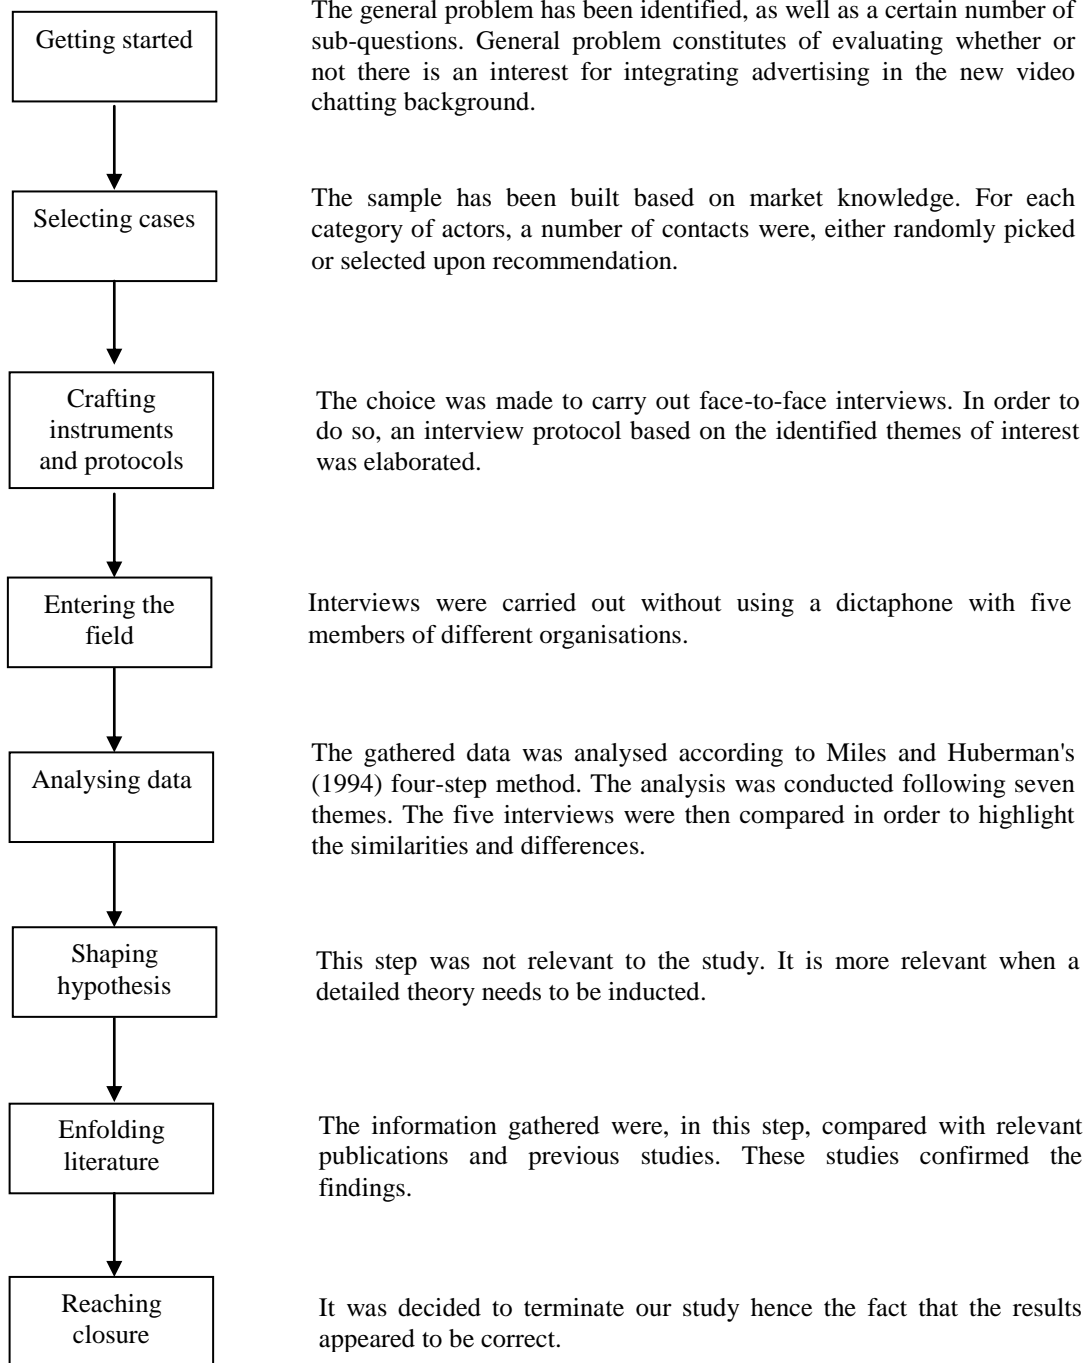 Getting started
The general problem has been identified, as well as a certain number of
sub-questions. General problem constitutes of evaluating whether or
not there is an interest for integrating advertising in the new video
chatting background.
Selecting cases
The sample has been built based on market knowledge. For each
category of actors, a number of contacts were, either randomly picked
or selected upon recommendation.
Crafting
instruments
and protocols
The choice was made to carry out face-to-face interviews. In order to
do so, an interview protocol based on the identified themes of interest
was elaborated.
Entering the
field
Interviews were carried out without using a dictaphone with five
members of different organisations.
Analysing data
The gathered data was analysed according to Miles and Huberman's
(1994) four-step method. The analysis was conducted following seven
themes. The five interviews were then compared in order to highlight
the similarities and differences.
Shaping
hypothesis
This step was not relevant to the study. It is more relevant when a
detailed theory needs to be inducted.
Enfolding
literature
The information gathered were, in this step, compared with relevant
publications and previous studies. These studies confirmed the
findings.
Reaching
closure
It was decided to terminate our study hence the fact that the results
appeared to be correct.